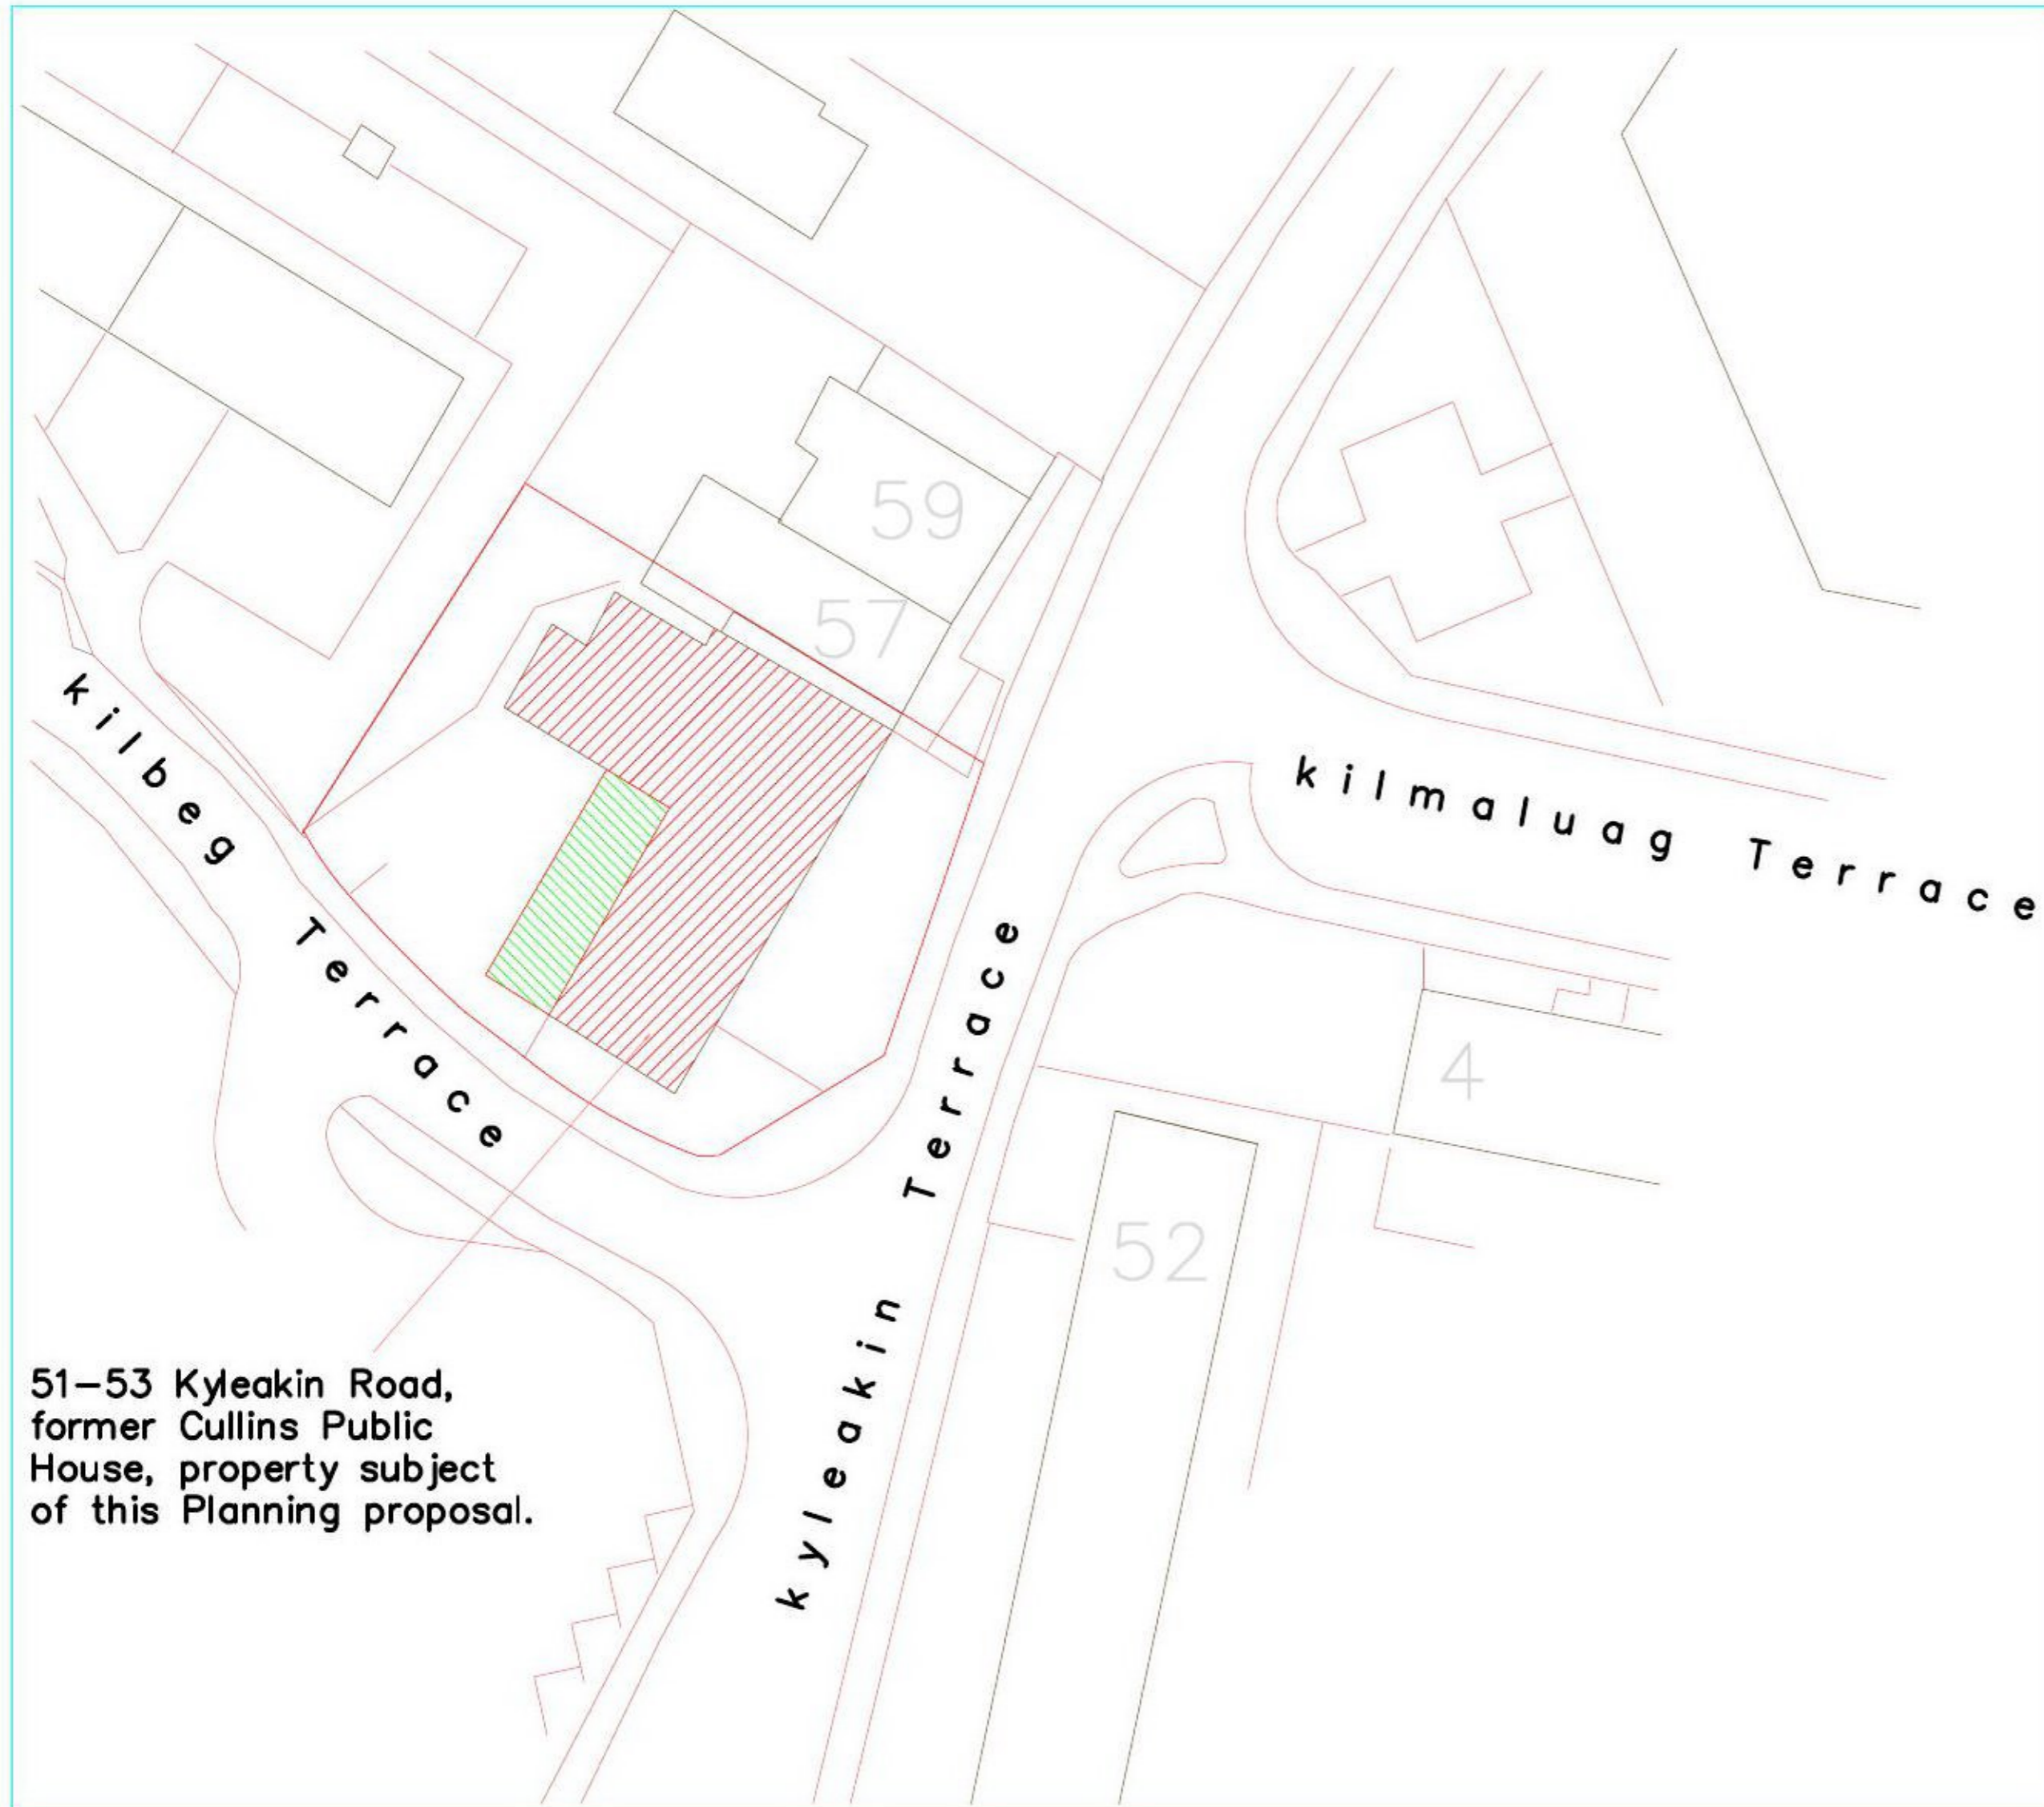 59
57
kilbeg Terrace
kilmaluag Terrace
kyleakin Terrace
4
52
51-53 Kyleakin Road,
former Cullins Public
House, property subject
of this Planning proposal.